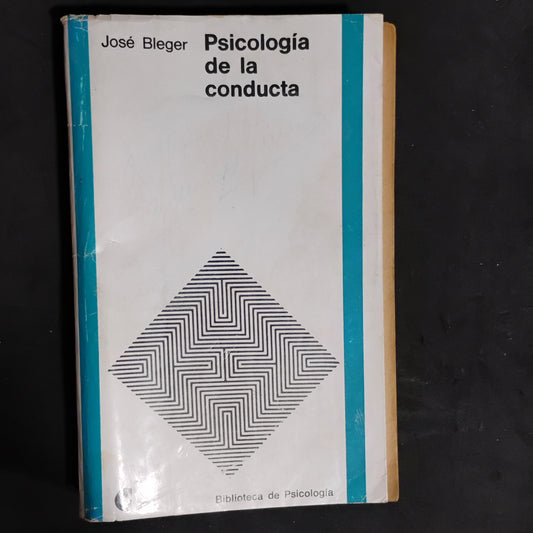 José Bleger
Psicología
de la
conducta
Biblioteca de Psicología